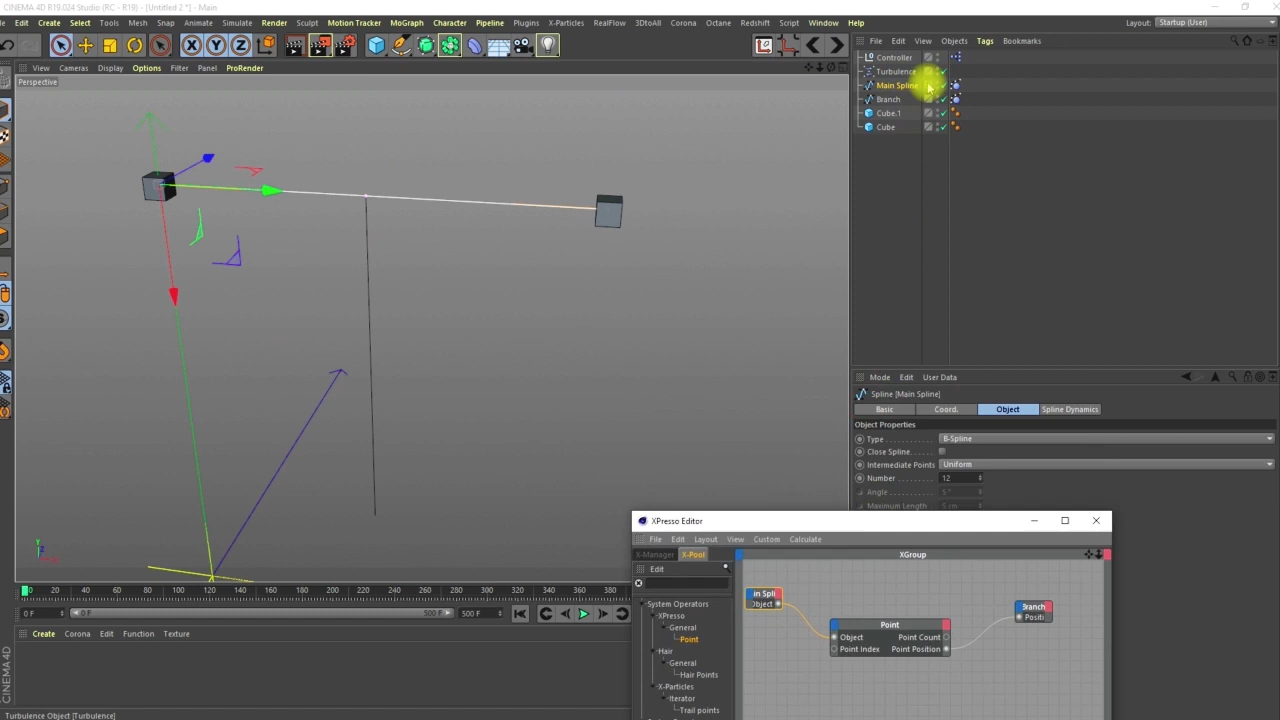 CINEMA 4D R19.024 Studio (RC - R19) - [Untitled 2 *] - Main
Edit Create Select Tools Mesh Snap Animate Simulate Render Sculpt Motion Tracker MoGraph Character Pipeline Plugins X-Particles RealFlow 3DtoAll Corona Octane Redshift Script Window Help Layout: Startup (User)
X Y Z
File Edit View Objects Tags Bookmarks
View Cameras Display Options Filter Panel ProRender
Perspective
Controller
Turbulence
Main Spline
Branch
Cube.1
Cube
Mode Edit User Data
Spline [Main Spline]
Basic Coord. Object Spline Dynamics
Object Properties
Type B-Spline
Close Spline
Intermediate Points Uniform
Number 12
Angle 5°
Maximum Length 5 cm
XPresso Editor
File Edit Layout View Custom Calculate
X-Manager X-Pool XGroup
Edit
System Operators
XPresso
General
Point
Hair
General
Hair Points
X-Particles
Iterator
Trail points
in Spli
Object
Point
Object Point Count
Point Index Point Position
Branch
Positi
0 20 40 60 80 100 120 140 160 180 200 220 240 260 280 300 320 340 360 380
0 F 0 F 500 F 500 F
Create Corona Edit Function Texture
CINEMA 4D
Turbulence Object [Turbulence]